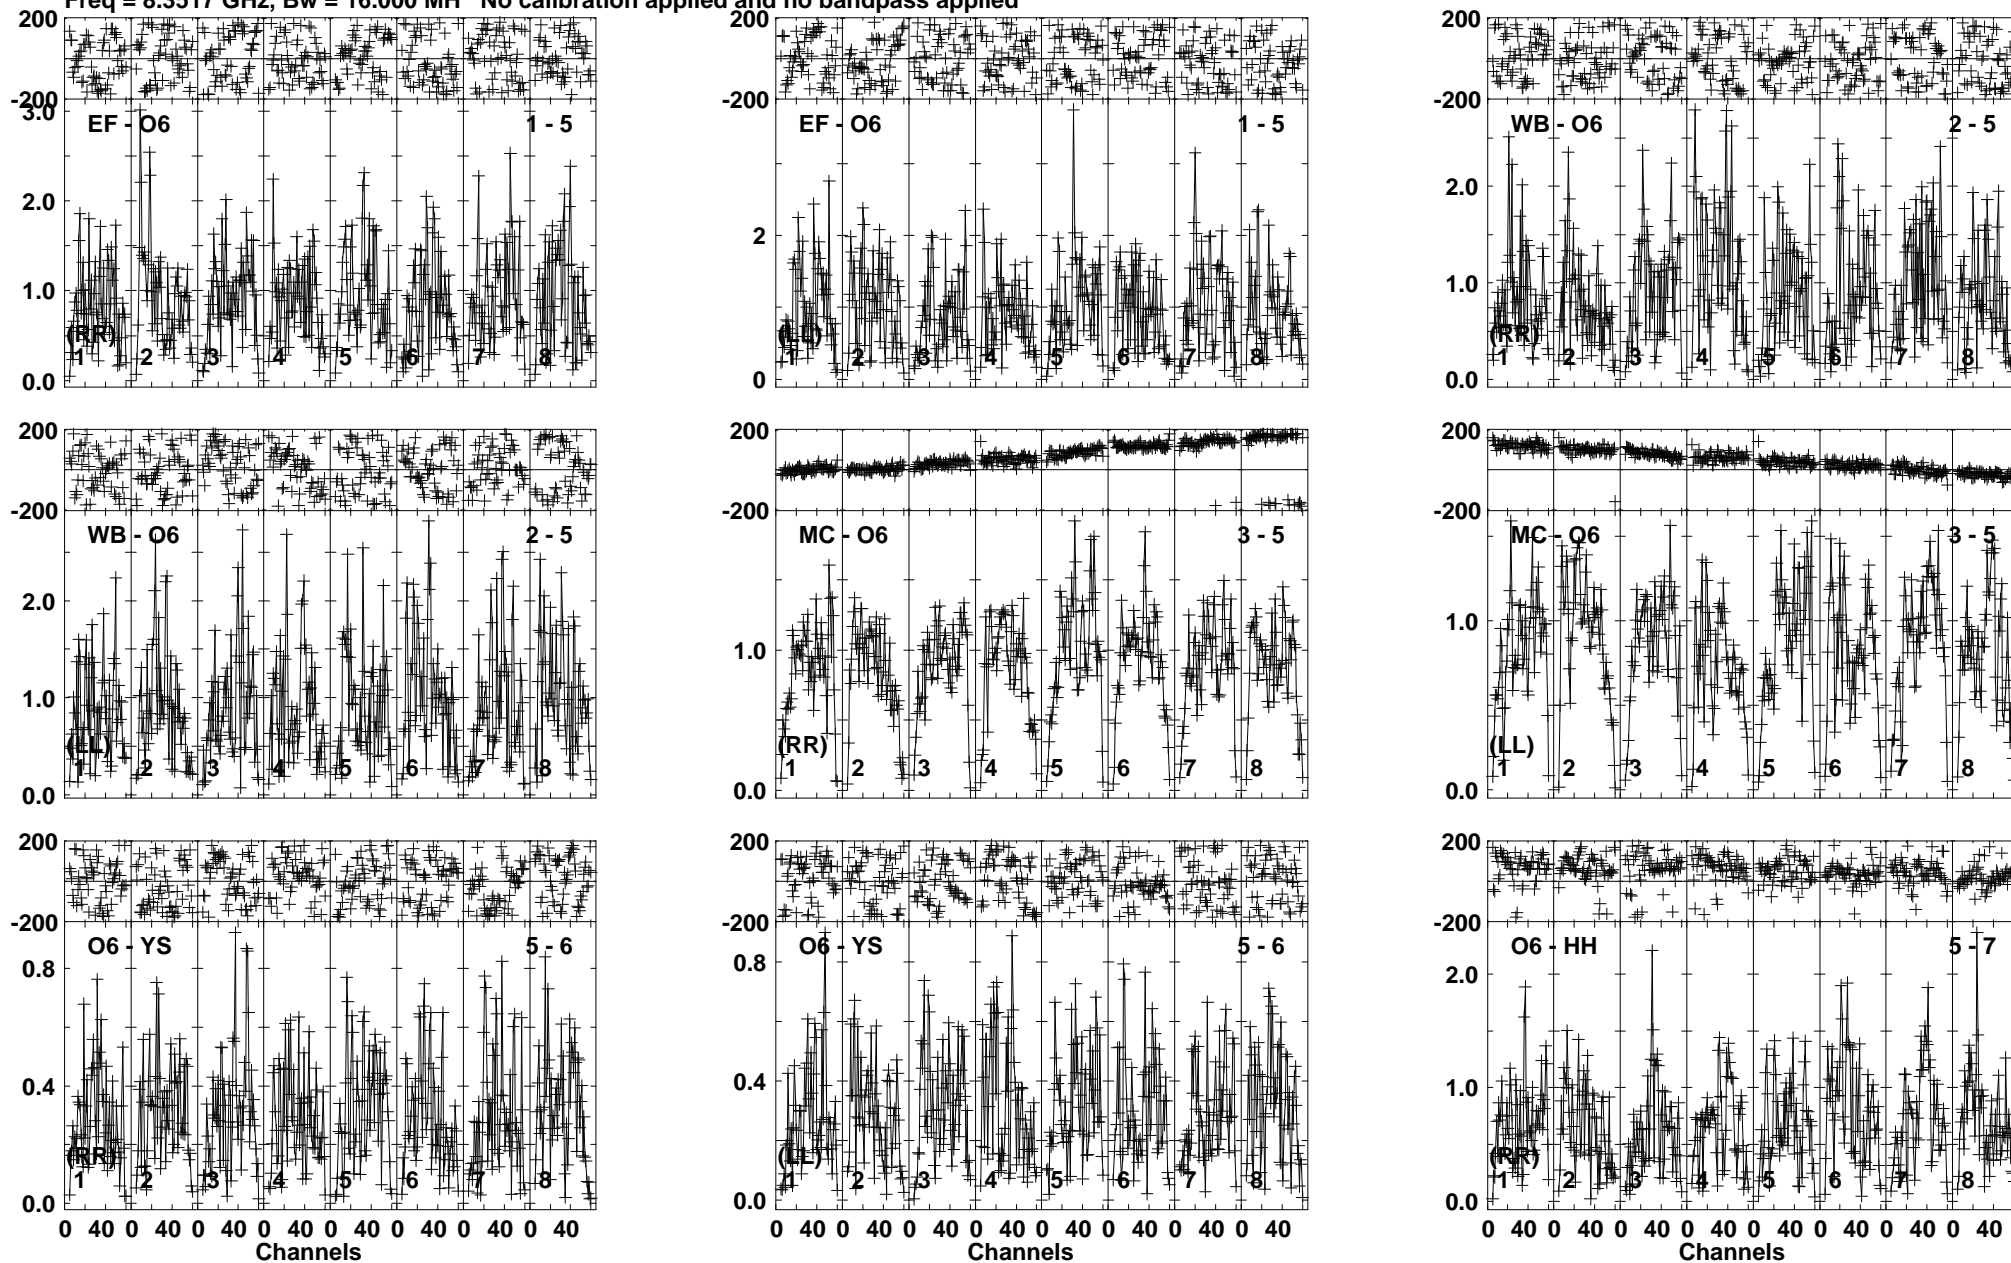 Freq = 8.3517 GHz, Bw = 16.000 MH No calibration applied and no bandpass applied
200 200 200
-200 -200 -200
3.0
EF - O6 1 - 5 EF - O6 1 - 5 WB - O6 2 - 5
2.0 2 2.0
1.0 1.0
(RR) (LL) (RR)
1 2 3 4 5 6 7 8 1 2 3 4 5 6 7 8 1 2 3 4 5 6 7 8
0.0 0 0.0
200 200 200
-200 -200 -200
WB - O6 2 - 5 MC - O6 3 - 5 MC - O6 3 - 5
2.0
1.0 1.0 1.0
(LL) (RR) (LL)
1 2 3 4 5 6 7 8 1 2 3 4 5 6 7 8 1 2 3 4 5 6 7 8
0.0 0.0 0.0
200 200 200
-200 -200 -200
O6 - YS 5 - 6 O6 - YS 5 - 6 O6 - HH 5 - 7
0.8 0.8 2.0
0.4 0.4 1.0
(RR) (LL) (RR)
1 2 3 4 5 6 7 8 1 2 3 4 5 6 7 8 1 2 3 4 5 6 7 8
0.0 0.0 0.0
0 40 0 40 0 40 0 40 0 40 0 40 0 40 0 40 0 40 0 40 0 40 0 40 0 40 0 40 0 40 0 40 0 40 0 40 0 40 0 40 0 40 0 40 0 40 0 40
Channels Channels Channels